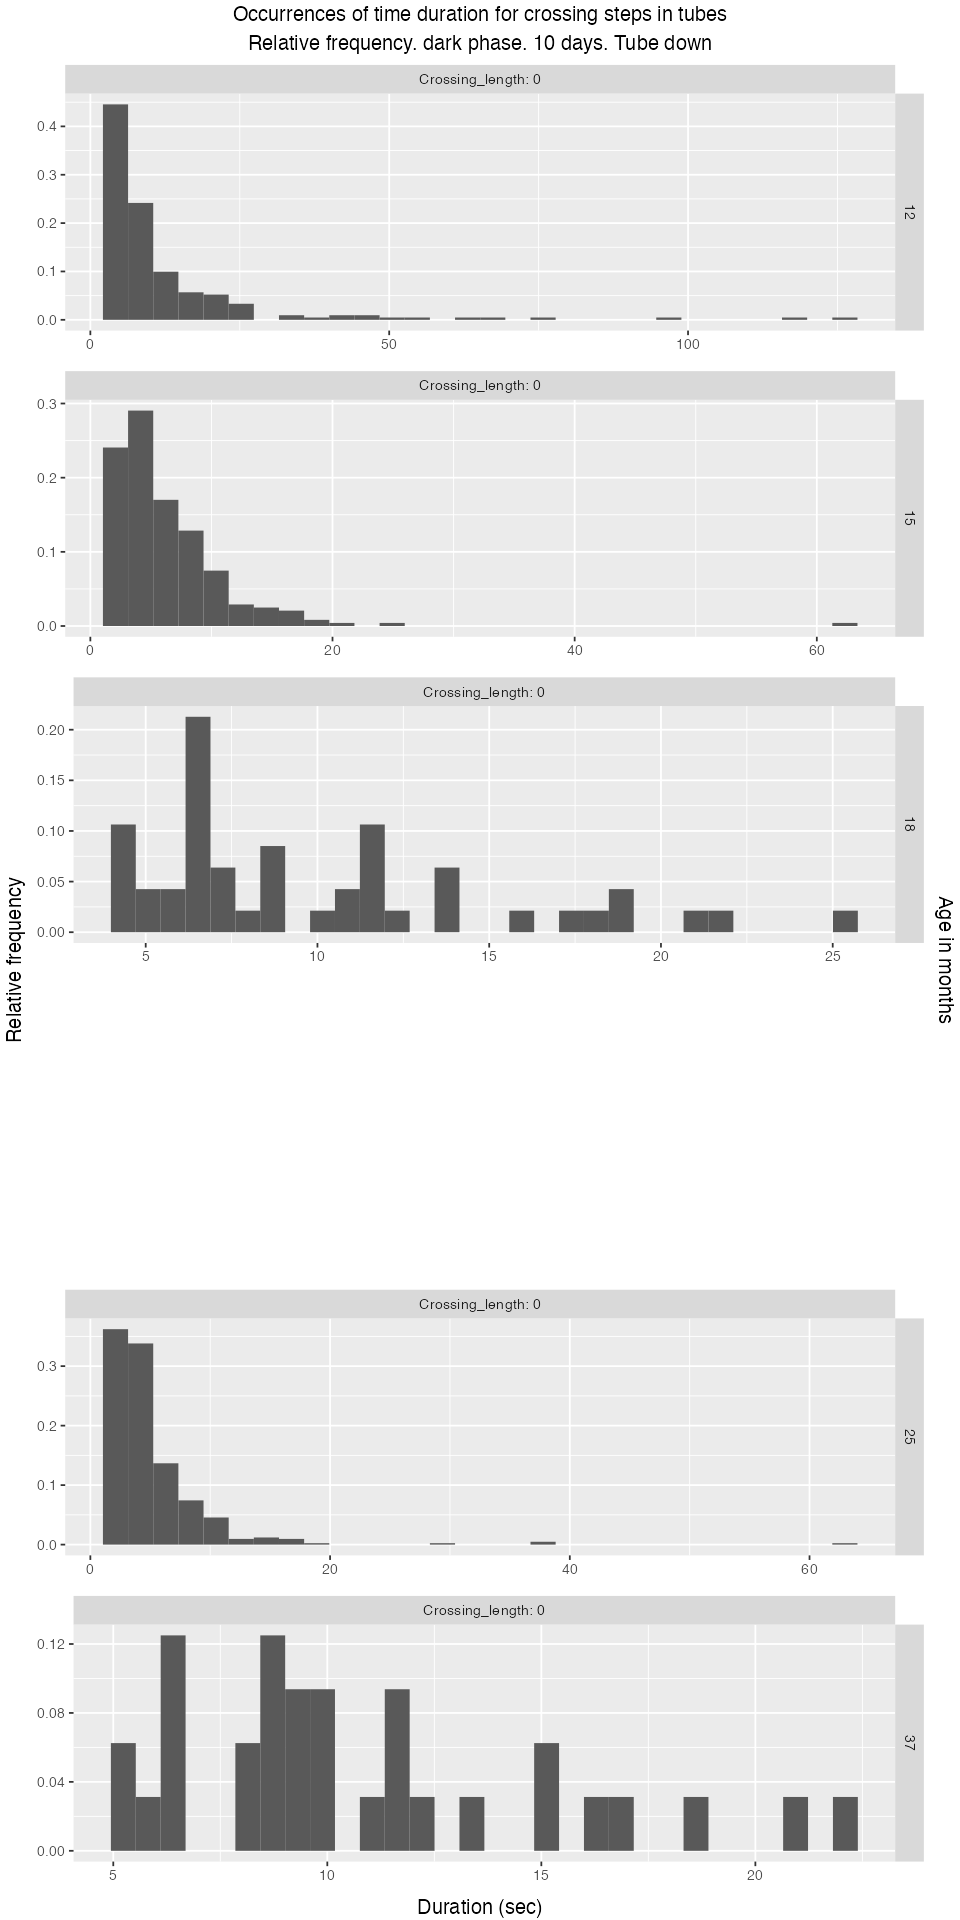 Occurrences of time duration for crossing steps in tubes
Relative frequency. dark phase. 10 days. Tube down
Crossing_length: 0
0.4
0.3
0.2
0.1
0.0
12
0 50 100
Crossing_length: 0
0.3
0.2
0.1
0.0
15
0 20 40 60
Crossing_length: 0
0.20
0.15
0.10
0.05
0.00
18
5 10 15 20 25
Relative frequency
Age in months
Crossing_length: 0
0.3
0.2
0.1
0.0
25
0 20 40 60
Crossing_length: 0
0.12
0.08
0.04
0.00
37
5 10 15 20
Duration (sec)